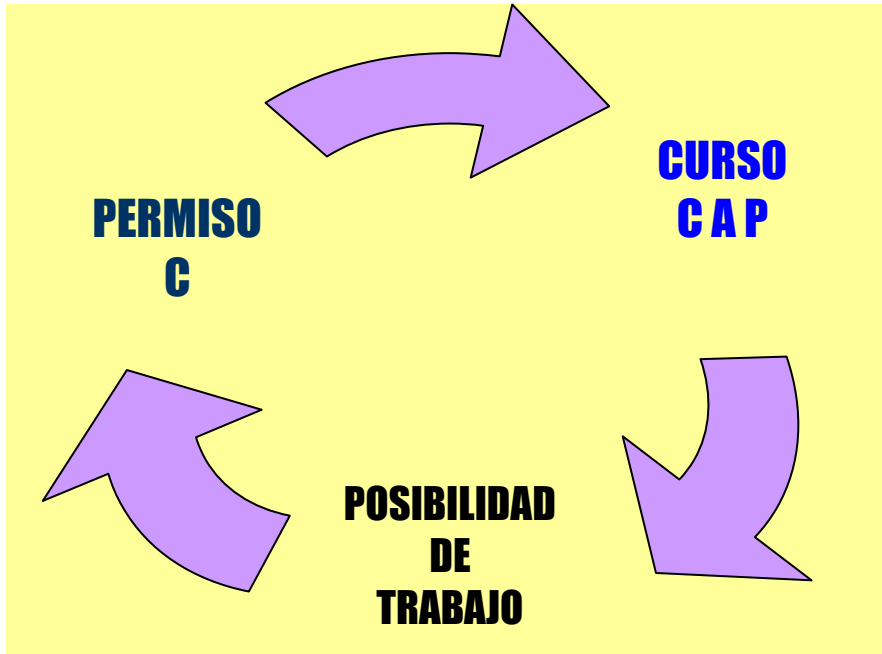 PERMISO
C
CURSO
C A P
POSIBILIDAD
DE
TRABAJO